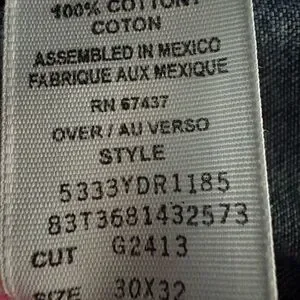 100% COTTON
COTON
ASSEMBLED IN MEXICO
FABRIQUE AUX MEXIQUE
RN 67437
OVER / AU VERSO
STYLE
5333YDR1185
83T3681432573
CUT G2413
SIZE 30X32